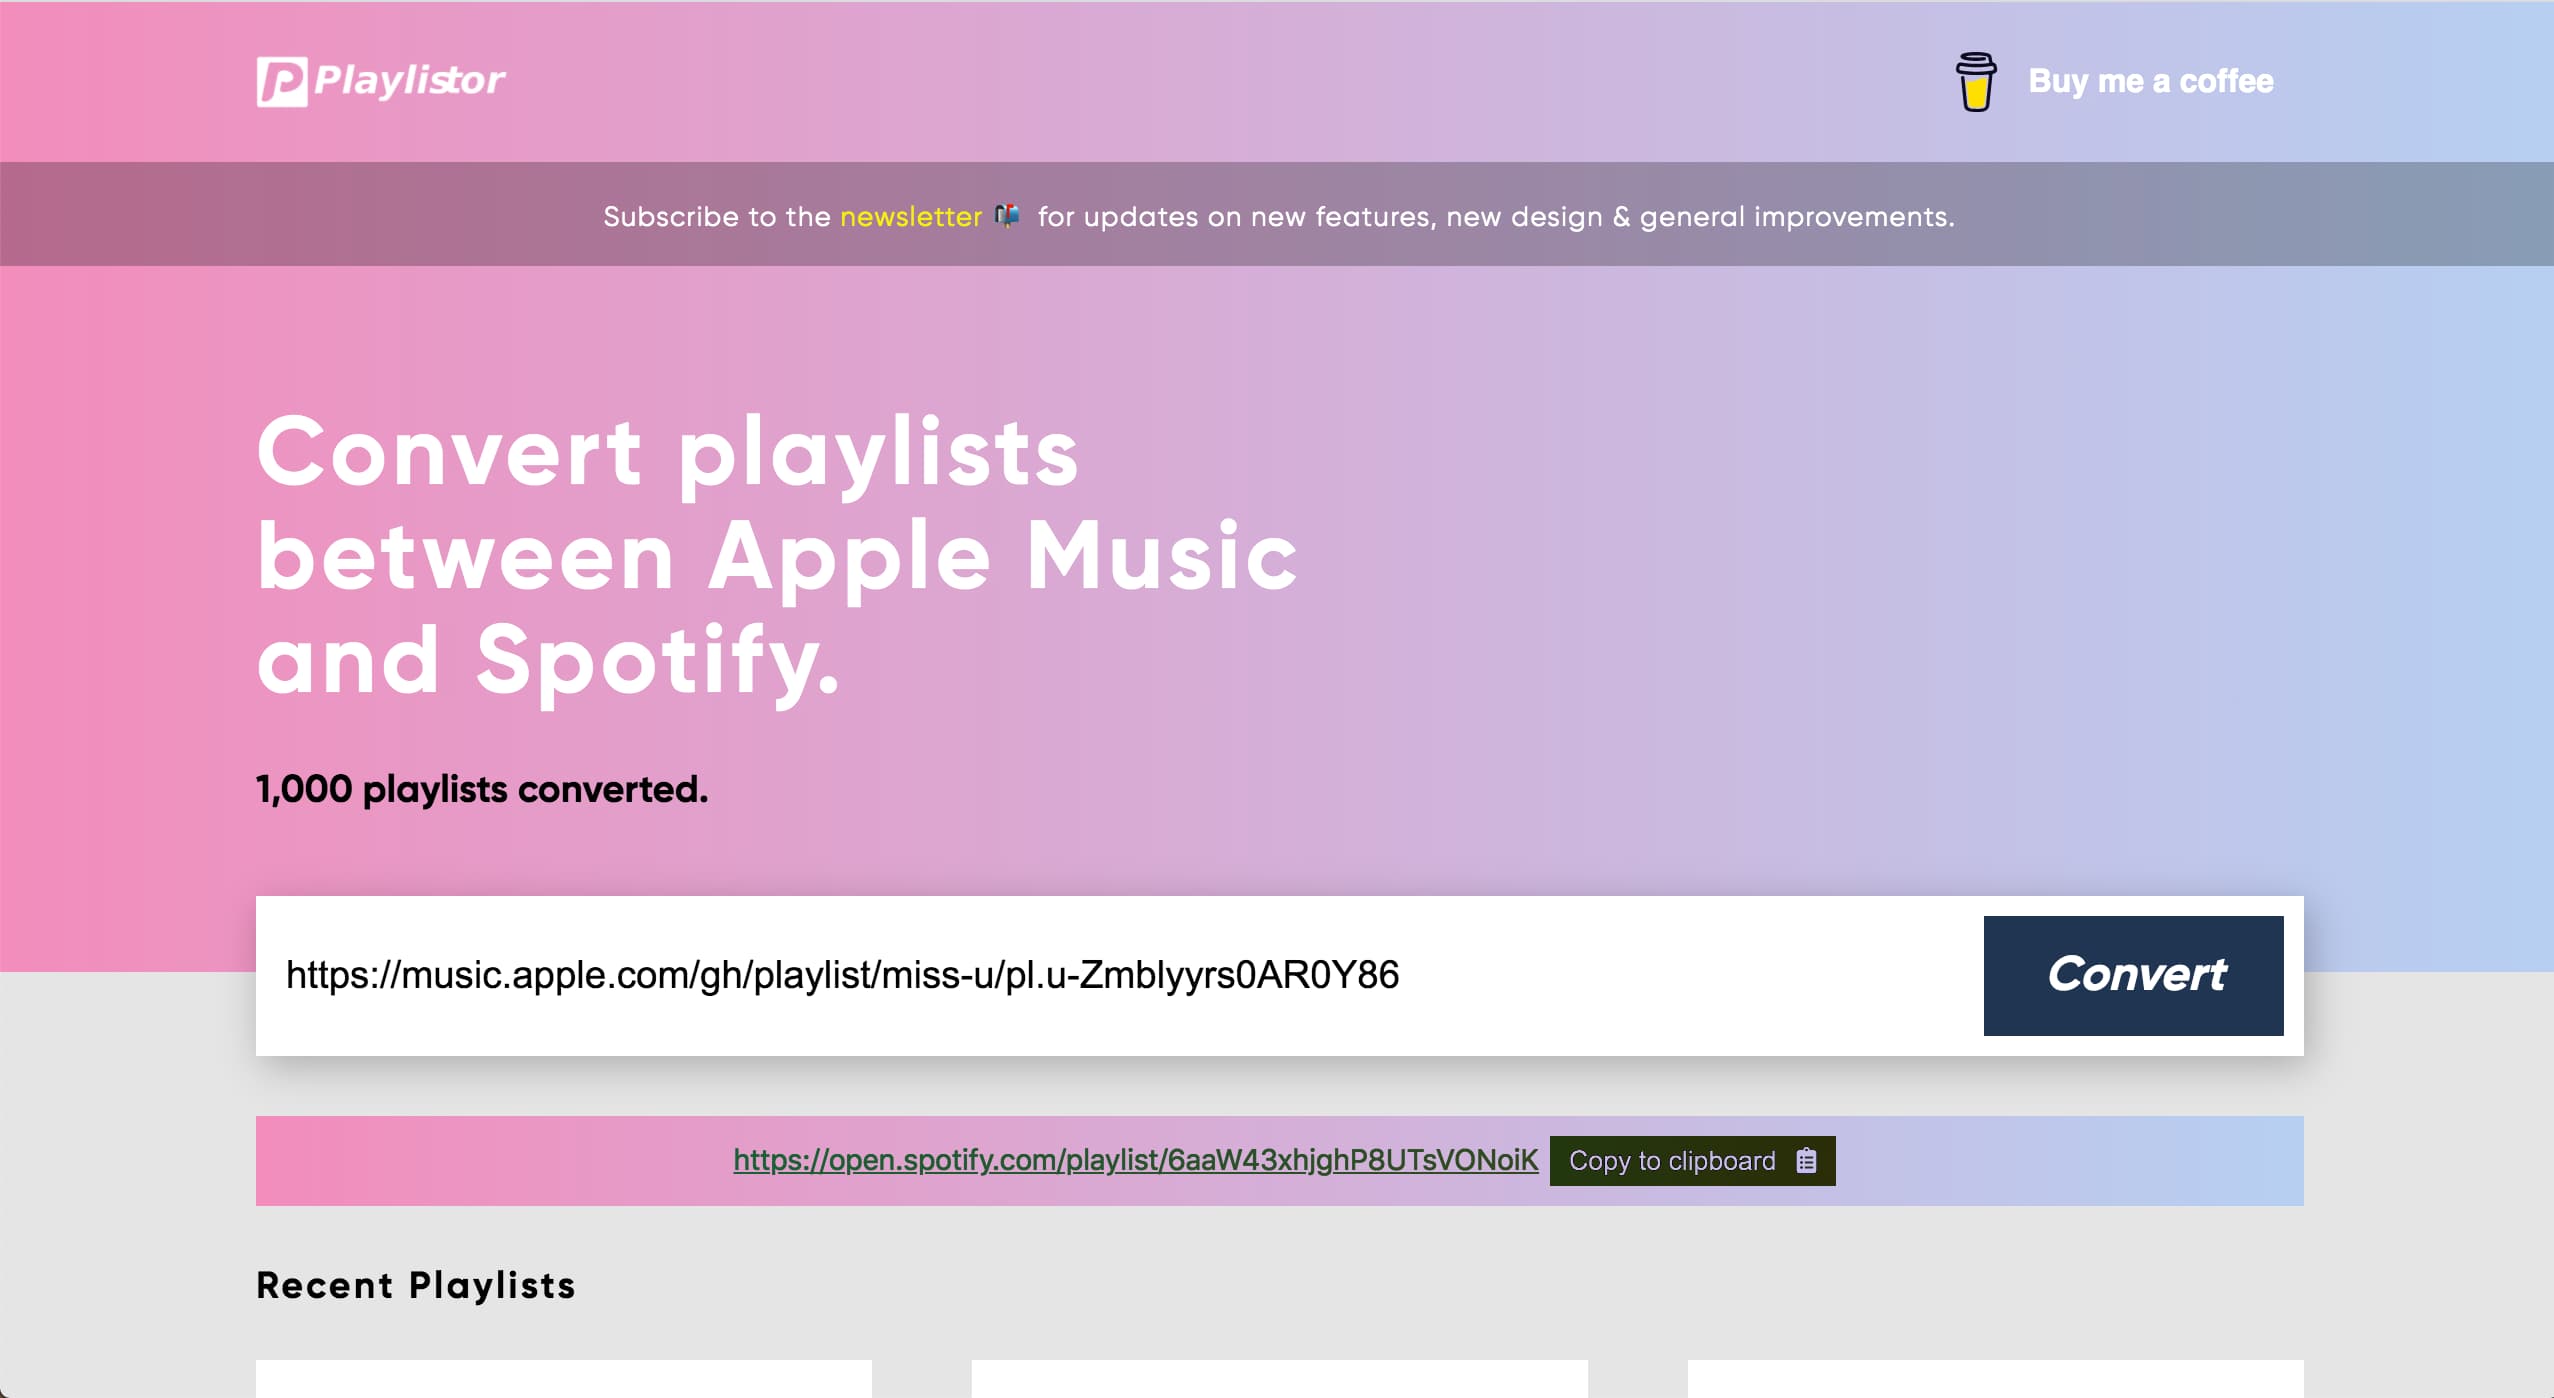 Playlistor
Buy me a coffee
Subscribe to the newsletter 📬 for updates on new features, new design & general improvements.
Convert playlists
between Apple Music
and Spotify.
1,000 playlists converted.
https://music.apple.com/gh/playlist/miss-u/pl.u-Zmblyyrs0AR0Y86
Convert
https://open.spotify.com/playlist/6aaW43xhjghP8UTsVONoiK
Copy to clipboard
Recent Playlists